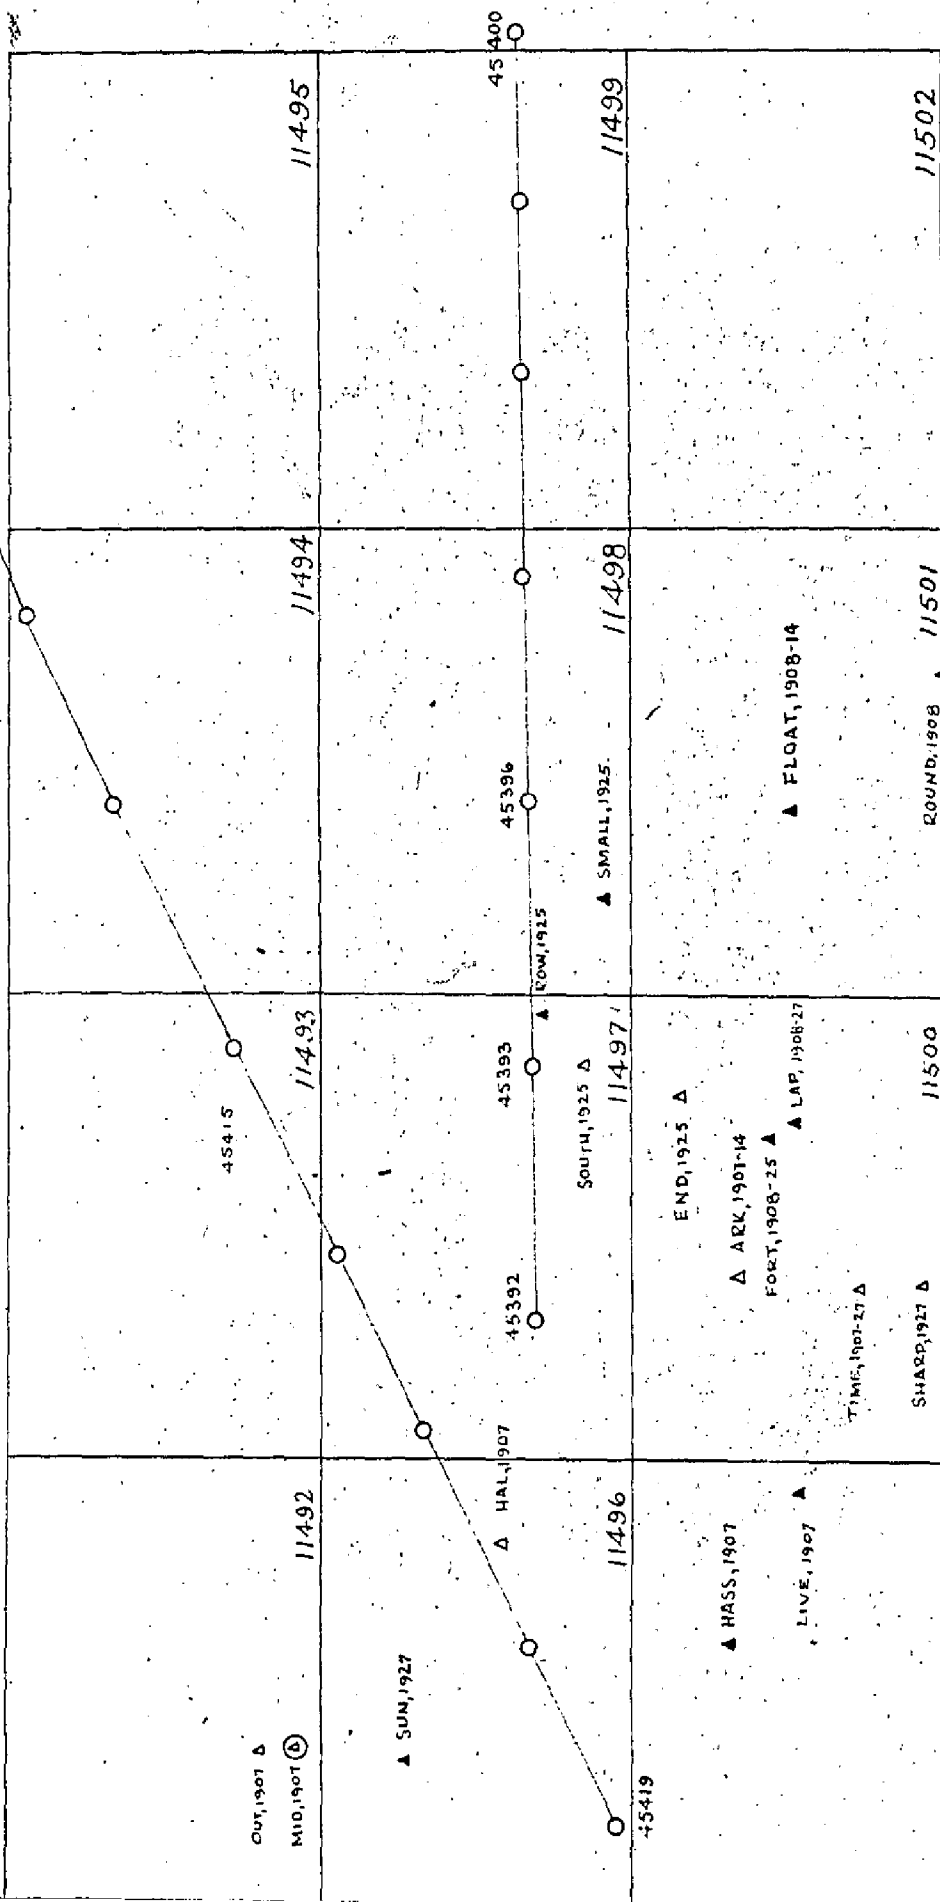 11495
45400
11499
11502
11494
11498
11501
45396
SMALL, 1925
FLOAT, 1908-14
ROUND, 1908
ROW, 1925
11493
45415
45393
SOUTH, 1925
11497
45392
END, 1925
ARK, 1907-14
FORT, 1908-25
LAP, 1908-27
TIME, 1907-27
SHARP, 1927
11500
11492
HAL, 1907
11496
HASS, 1907
LIVE, 1907
OUT, 1907
MID, 1907
SUN, 1927
45419